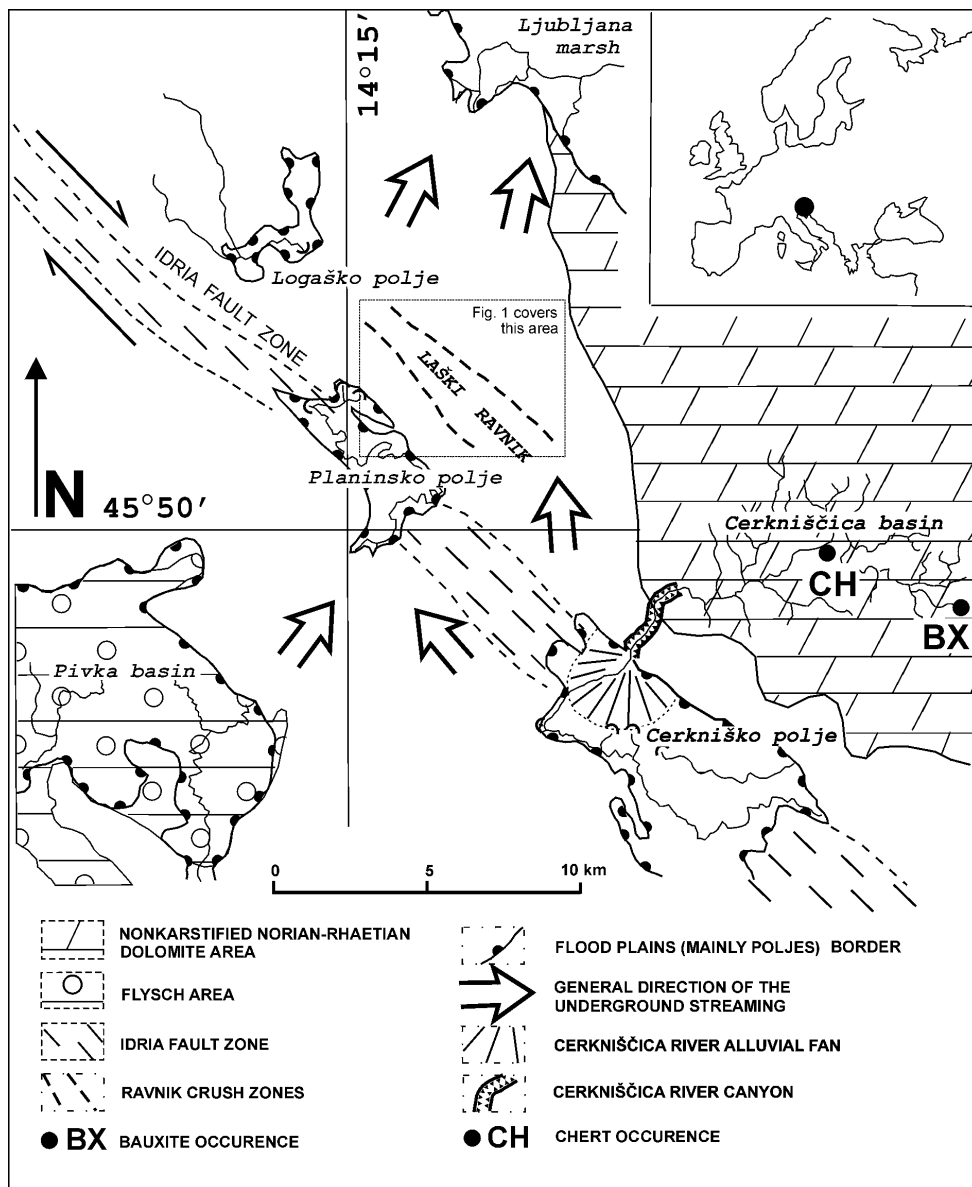 Ljubljana
marsh
14°15′
IDRIA FAULT ZONE
Logaško polje
Fig. 1 covers
this area
LAŠKI RAVNIK
N
45°50′
Planinsko polje
Cerkniščica basin
CH
BX
Pivka basin
Cerkniško polje
0 5 10 km
NONKARSTIFIED NORIAN-RHAETIAN
DOLOMITE AREA
FLYSCH AREA
IDRIA FAULT ZONE
RAVNIK CRUSH ZONES
BX BAUXITE OCCURENCE
FLOOD PLAINS (MAINLY POLJES) BORDER
GENERAL DIRECTION OF THE
UNDERGROUND STREAMING
CERKNIŠČICA RIVER ALLUVIAL FAN
CERKNIŠČICA RIVER CANYON
CH CHERT OCCURENCE